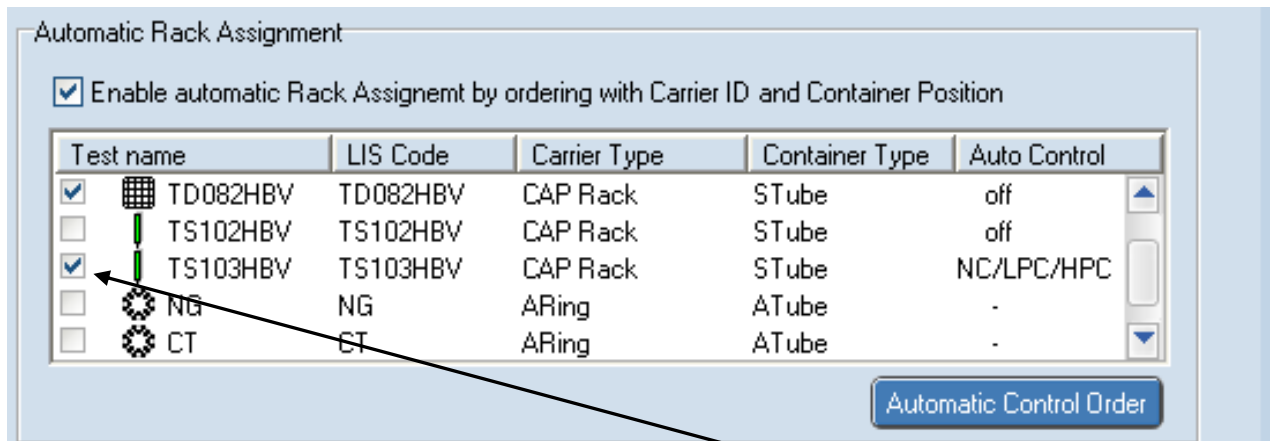 Automatic Rack Assignment
Enable automatic Rack Assignemt by ordering with Carrier ID and Container Position
Test name LIS Code Carrier Type Container Type Auto Control
TD082HBV TD082HBV CAP Rack STube off
TS102HBV TS102HBV CAP Rack STube off
TS103HBV TS103HBV CAP Rack STube NC/LPC/HPC
NG NG ARing ATube -
CT CT ARing ATube -
Automatic Control Order